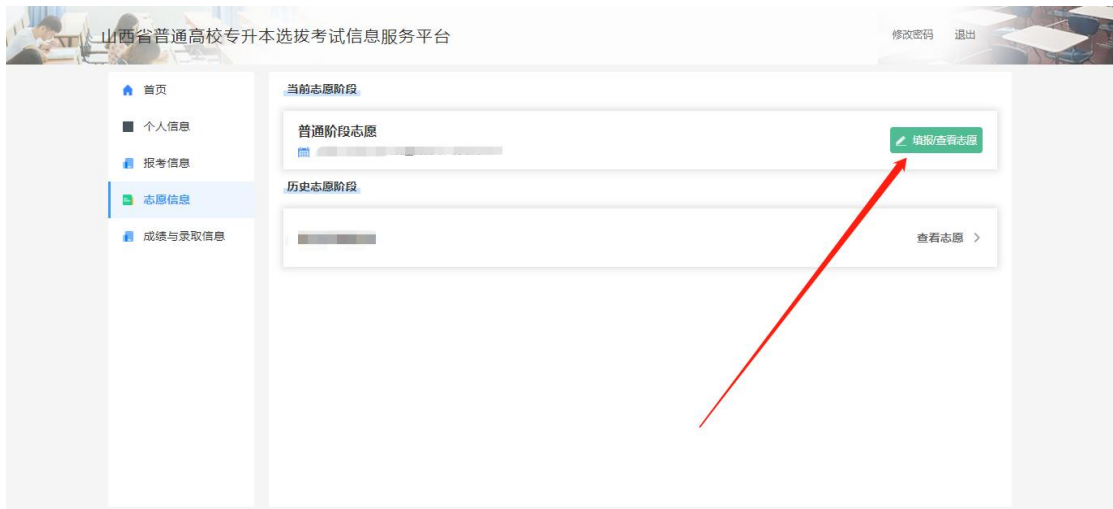 山西省普通高校专升本选拔考试信息服务平台
修改密码 退出
首页
个人信息
报考信息
志愿信息
成绩与录取信息
当前志愿阶段
普通阶段志愿
填报/查看志愿
历史志愿阶段
查看志愿